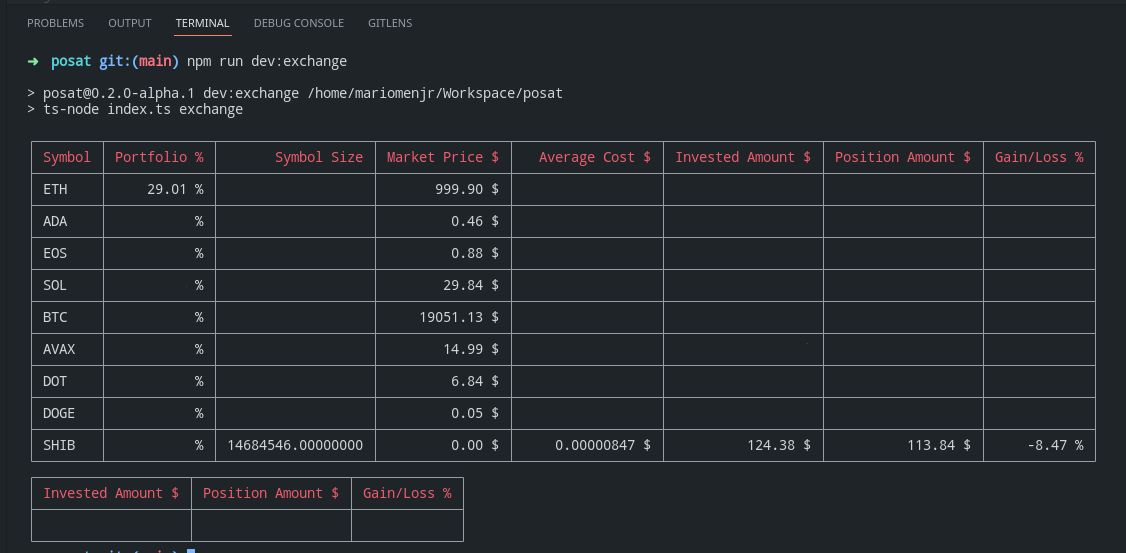 PROBLEMS OUTPUT TERMINAL DEBUG CONSOLE GITLENS
➜ posat git:(main) npm run dev:exchange
> posat@0.2.0-alpha.1 dev:exchange /home/mariomenjr/Workspace/posat
> ts-node index.ts exchange
Symbol Portfolio % Symbol Size Market Price $ Average Cost $ Invested Amount $ Position Amount $ Gain/Loss %
ETH 29.01 % 999.90 $
ADA % 0.46 $
EOS % 0.88 $
SOL % 29.84 $
BTC % 19051.13 $
AVAX % 14.99 $
DOT % 6.84 $
DOGE % 0.05 $
SHIB % 14684546.00000000 0.00 $ 0.00000847 $ 124.38 $ 113.84 $ -8.47 %
Invested Amount $ Position Amount $ Gain/Loss %